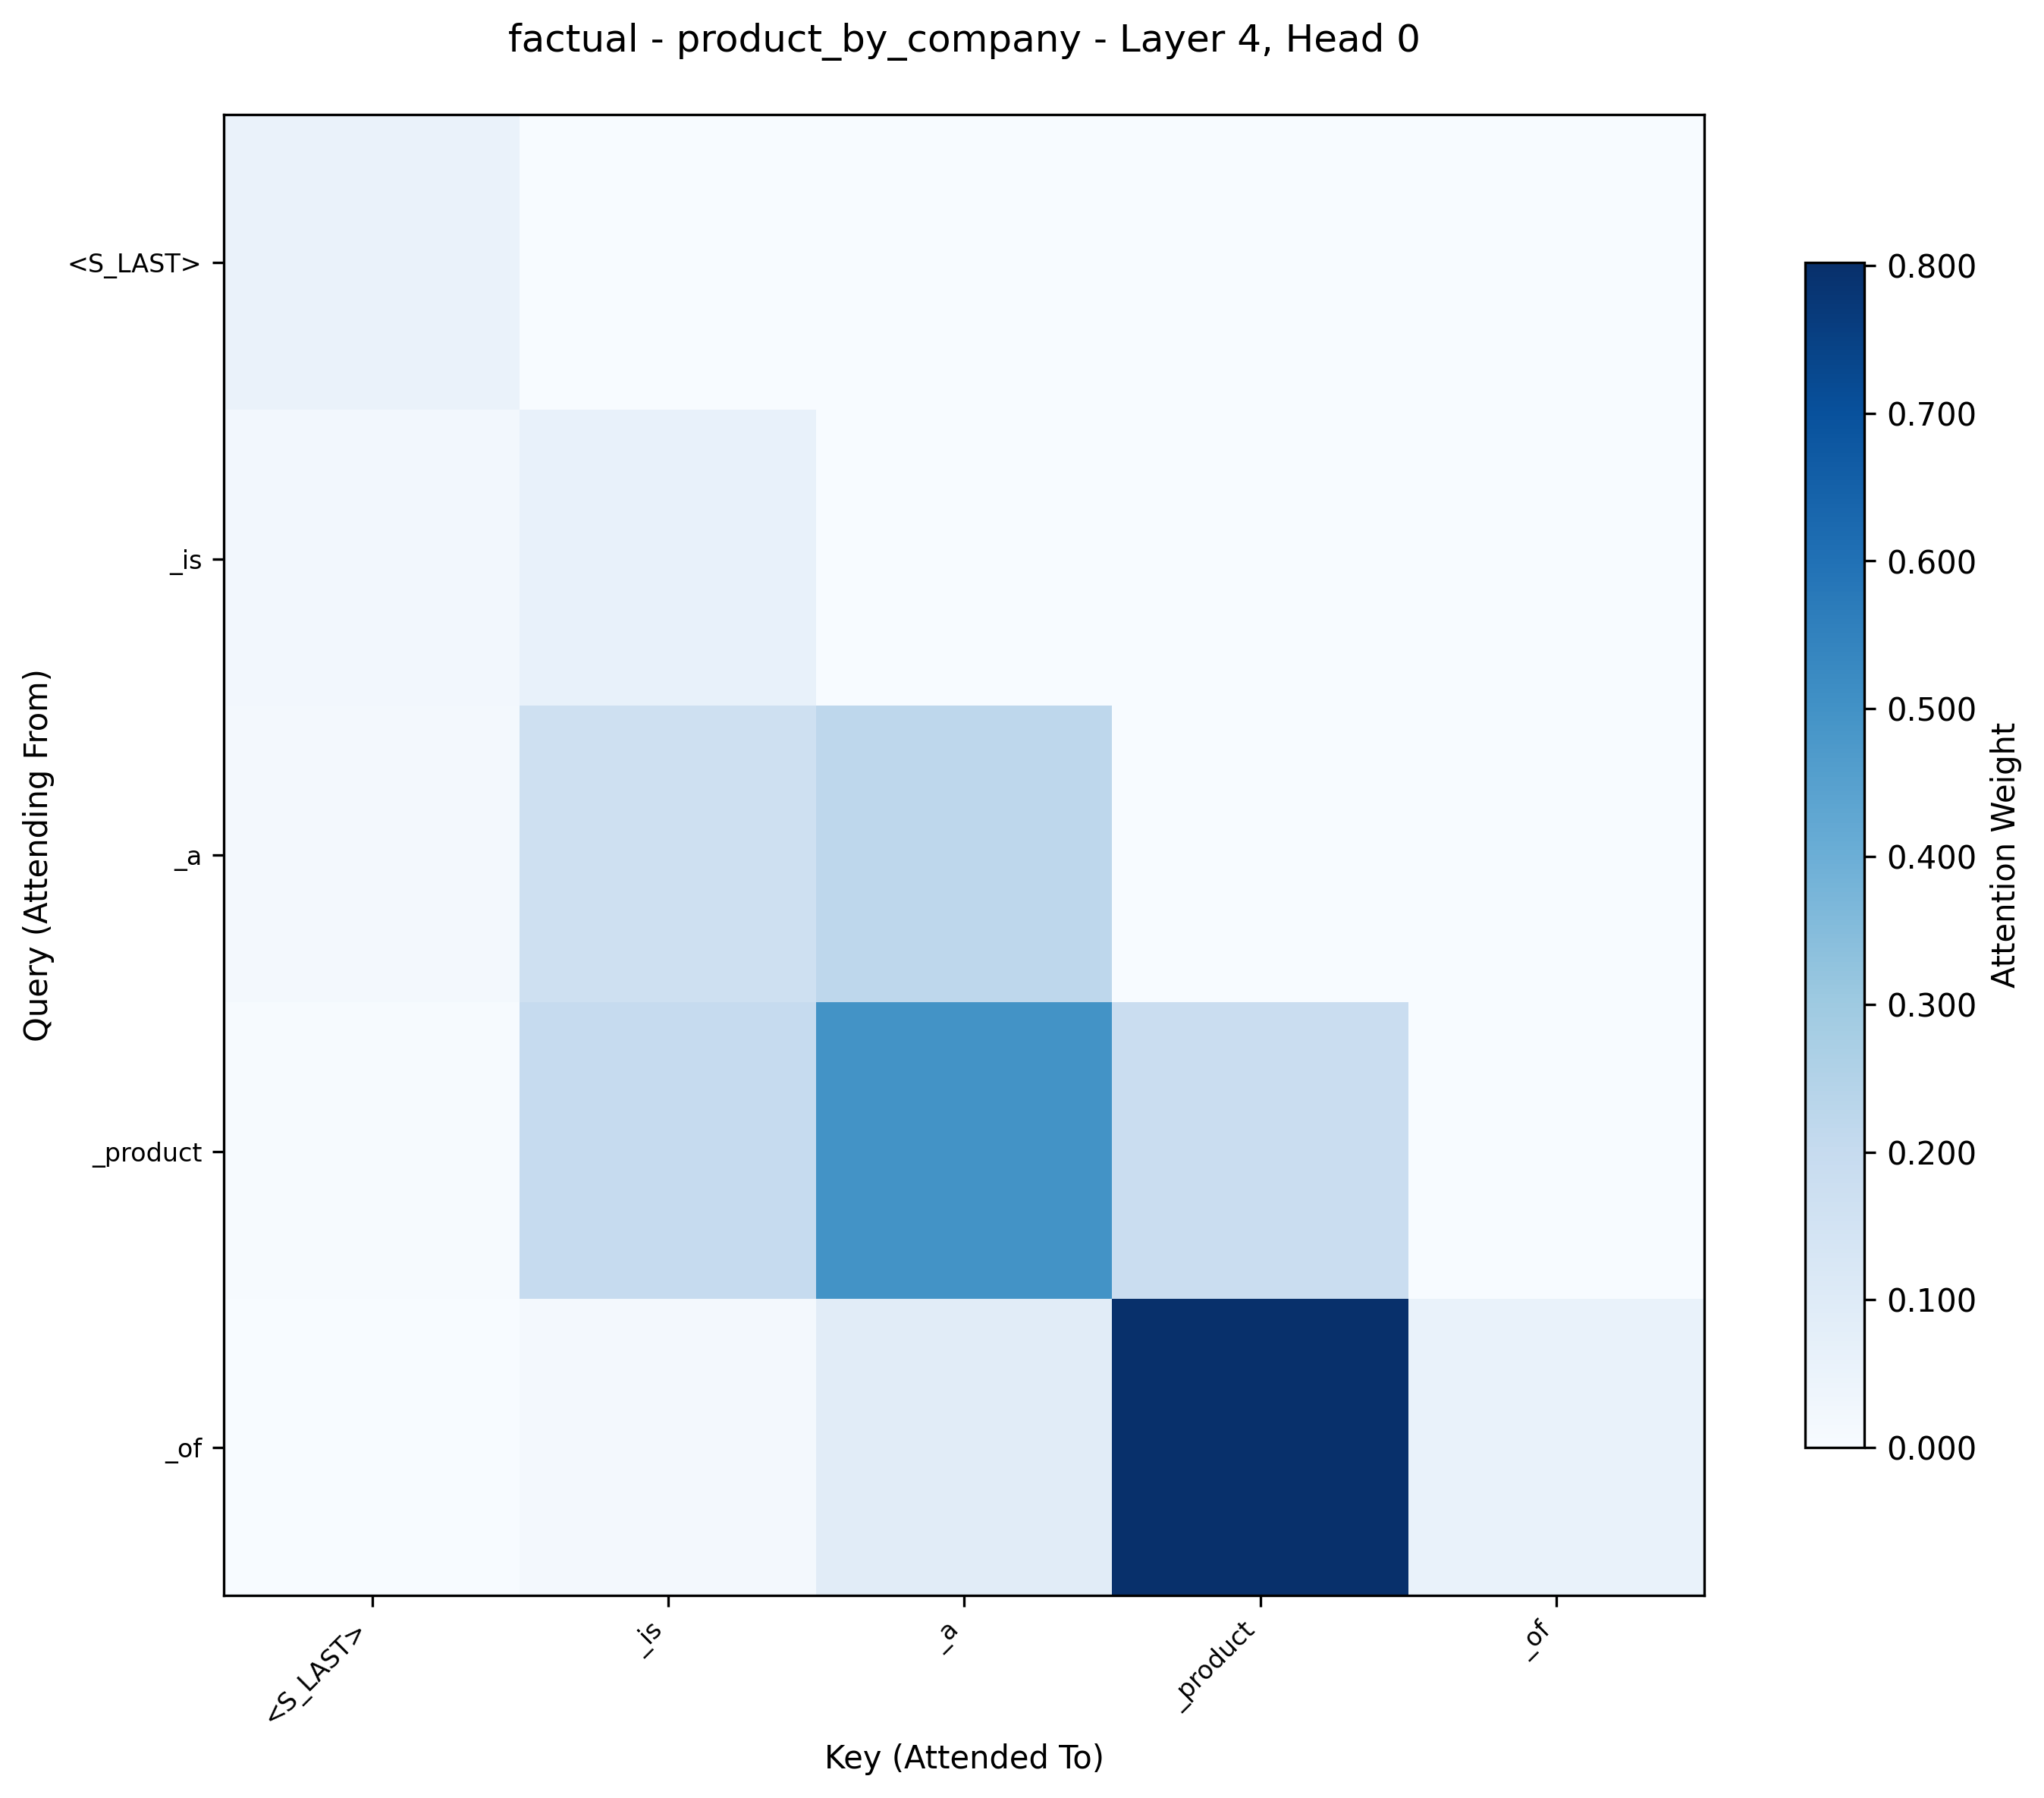 factual - product_by_company - Layer 4, Head 0
Query (Attending From)
<S_LAST>
_is
_a
_product
_of
<S_LAST>
_is
_a
_product
_of
Key (Attended To)
0.800
0.700
0.600
0.500
0.400
0.300
0.200
0.100
0.000
Attention Weight